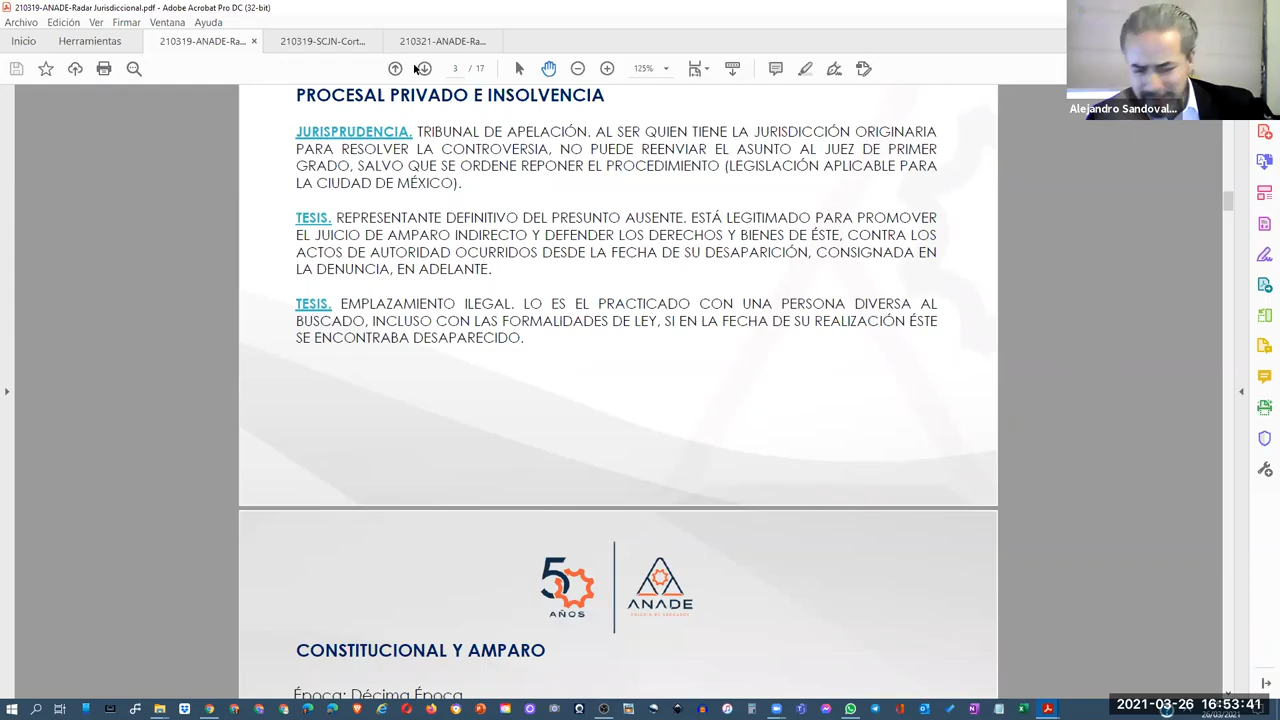 210319-ANADE-Radar Jurisdiccional.pdf - Adobe Acrobat Pro DC (32-bit)
Archivo Edición Ver Firmar Ventana Ayuda
Inicio Herramientas 210319-ANADE-Ra... × 210319-SCJN-Cort... 210321-ANADE-Ra...
3 / 17 125%
Alejandro Sandoval...
PROCESAL PRIVADO E INSOLVENCIA
JURISPRUDENCIA. TRIBUNAL DE APELACIÓN. AL SER QUIEN TIENE LA JURISDICCIÓN ORIGINARIA
PARA RESOLVER LA CONTROVERSIA, NO PUEDE REENVIAR EL ASUNTO AL JUEZ DE PRIMER
GRADO, SALVO QUE SE ORDENE REPONER EL PROCEDIMIENTO (LEGISLACIÓN APLICABLE PARA
LA CIUDAD DE MÉXICO).
TESIS. REPRESENTANTE DEFINITIVO DEL PRESUNTO AUSENTE. ESTÁ LEGITIMADO PARA PROMOVER
EL JUICIO DE AMPARO INDIRECTO Y DEFENDER LOS DERECHOS Y BIENES DE ÉSTE, CONTRA LOS
ACTOS DE AUTORIDAD OCURRIDOS DESDE LA FECHA DE SU DESAPARICIÓN, CONSIGNADA EN
LA DENUNCIA, EN ADELANTE.
TESIS. EMPLAZAMIENTO ILEGAL. LO ES EL PRACTICADO CON UNA PERSONA DIVERSA AL
BUSCADO, INCLUSO CON LAS FORMALIDADES DE LEY, SI EN LA FECHA DE SU REALIZACIÓN ÉSTE
SE ENCONTRABA DESAPARECIDO.
50
AÑOS
ANADE
COLEGIO DE ABOGADOS
CONSTITUCIONAL Y AMPARO
Época: Décima Época
2021-03-26 16:53:41
26/03/2021